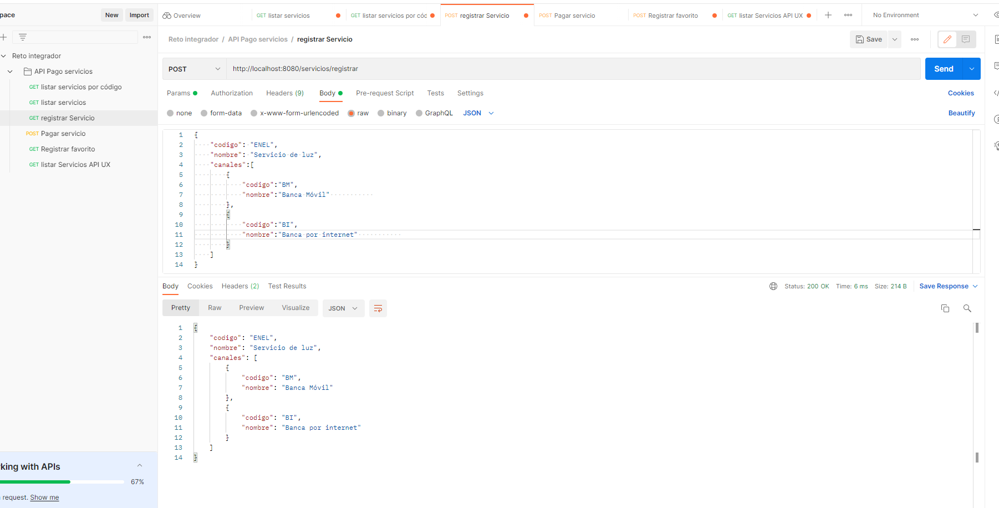 pace New Import
Overview GET listar servicios GET listar servicios por cód POST registrar Servicio POST Pagar servicio POST Registrar favorito GET listar Servicios API UX No Environment
Reto integrador / API Pago servicios / registrar Servicio Save
Reto integrador
API Pago servicios
GET listar servicios por código
GET listar servicios
GET registrar Servicio
POST Pagar servicio
GET Registrar favorito
GET listar Servicios API UX
POST http://localhost:8080/servicios/registrar Send
Params Authorization Headers (9) Body Pre-request Script Tests Settings Cookies
none form-data x-www-form-urlencoded raw binary GraphQL JSON Beautify
1 {
2 "codigo": "ENEL",
3 "nombre": "Servicio de luz",
4 "canales":[
5 {
6 "codigo":"BM",
7 "nombre":"Banca Móvil"
8 },
9 {
10 "codigo":"BI",
11 "nombre":"Banca por internet"
12 }
13 ]
14 }
Body Cookies Headers (2) Test Results Status: 200 OK Time: 6 ms Size: 214 B Save Response
Pretty Raw Preview Visualize JSON
1 {
2 "codigo": "ENEL",
3 "nombre": "Servicio de luz",
4 "canales": [
5 {
6 "codigo": "BM",
7 "nombre": "Banca Móvil"
8 },
9 {
10 "codigo": "BI",
11 "nombre": "Banca por internet"
12 }
13 ]
14 }
king with APIs
67%
request. Show me